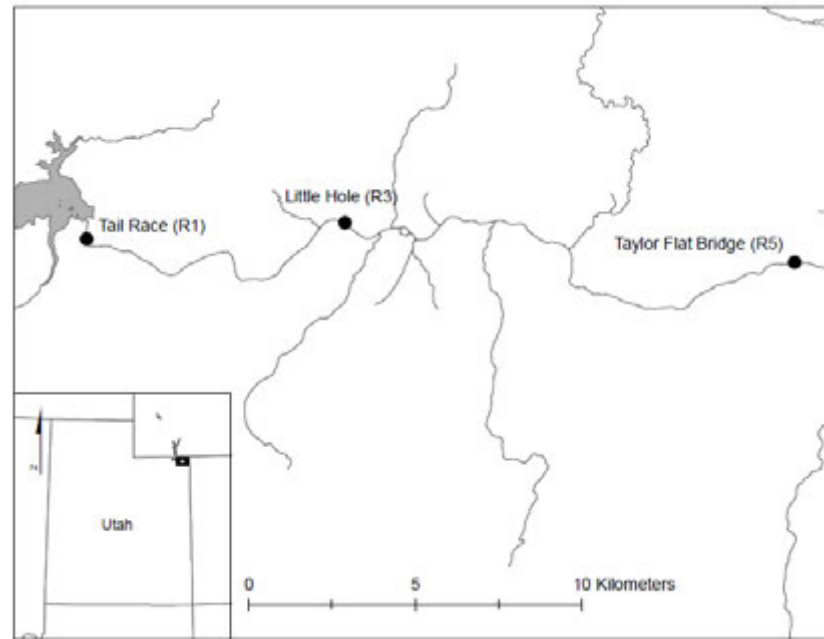 Little Hole (R3)
Tail Race (R1)
Taylor Flat Bridge (R5)
N
Utah
0 5 10 Kilometers